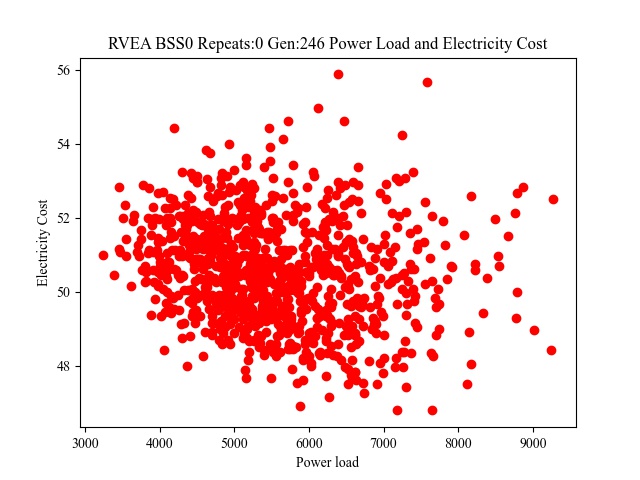 RVEA BSS0 Repeats:0 Gen:246 Power Load and Electricity Cost
56
54
52
50
48
Electricity Cost
3000 4000 5000 6000 7000 8000 9000
Power load